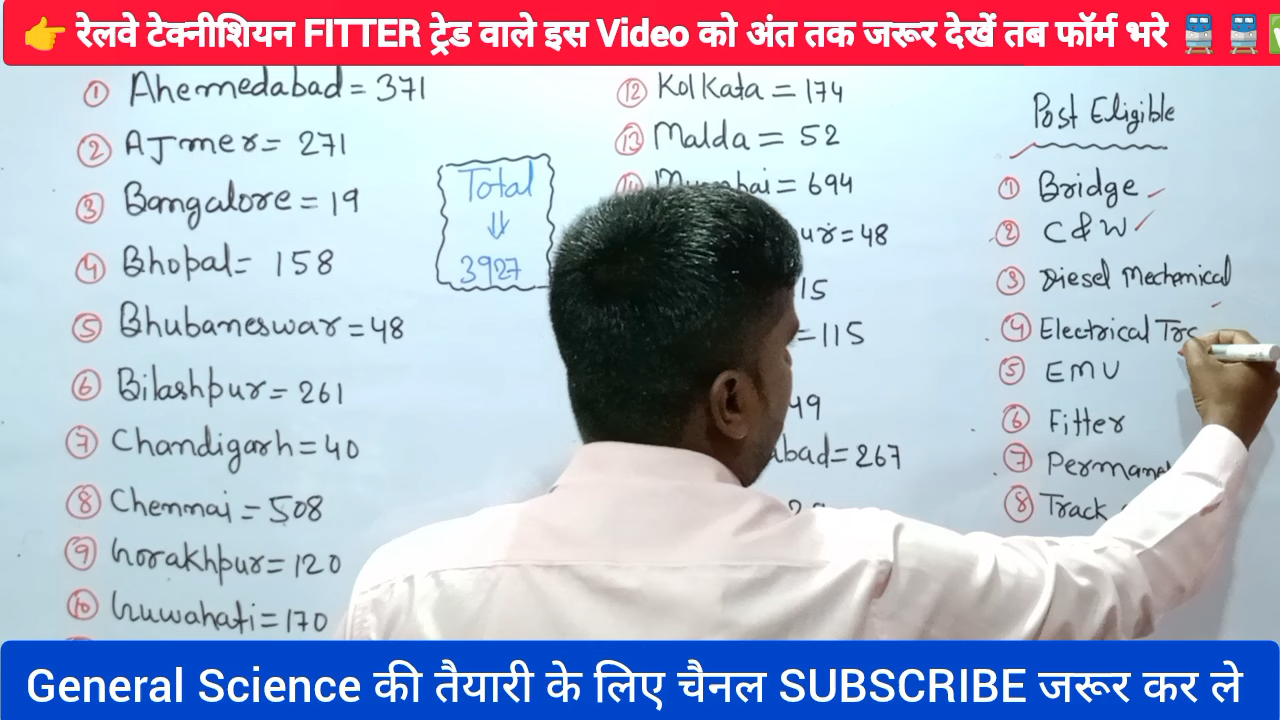 👉 रेलवे टेक्नीशियन FITTER ट्रेड वाले इस Video को अंत तक जरूर देखें तब फॉर्म भरे 🚆 🚆 ✅
① Ahemedabad = 371
② AJmer = 271
③ Bangalore = 19
④ Bhopal = 158
⑤ Bhubaneswar = 48
⑥ Bilashpur = 261
⑦ Chandigarh = 40
⑧ Chennai = 508
⑨ Gorakhpur = 120
⑩ Guwahati = 170
Total
⇓
3927
⑫ Kolkata = 174
⑬ Malda = 52
⑭ Mumbai = 694
ur = 48
15
= 115
49
abad = 267
Post Eligible
① Bridge
② C&W
③ Diesel Mechanical
④ Electrical TRS
⑤ EMU
⑥ Fitter
⑦ Permane
⑧ Track
General Science की तैयारी के लिए चैनल SUBSCRIBE जरूर कर ले